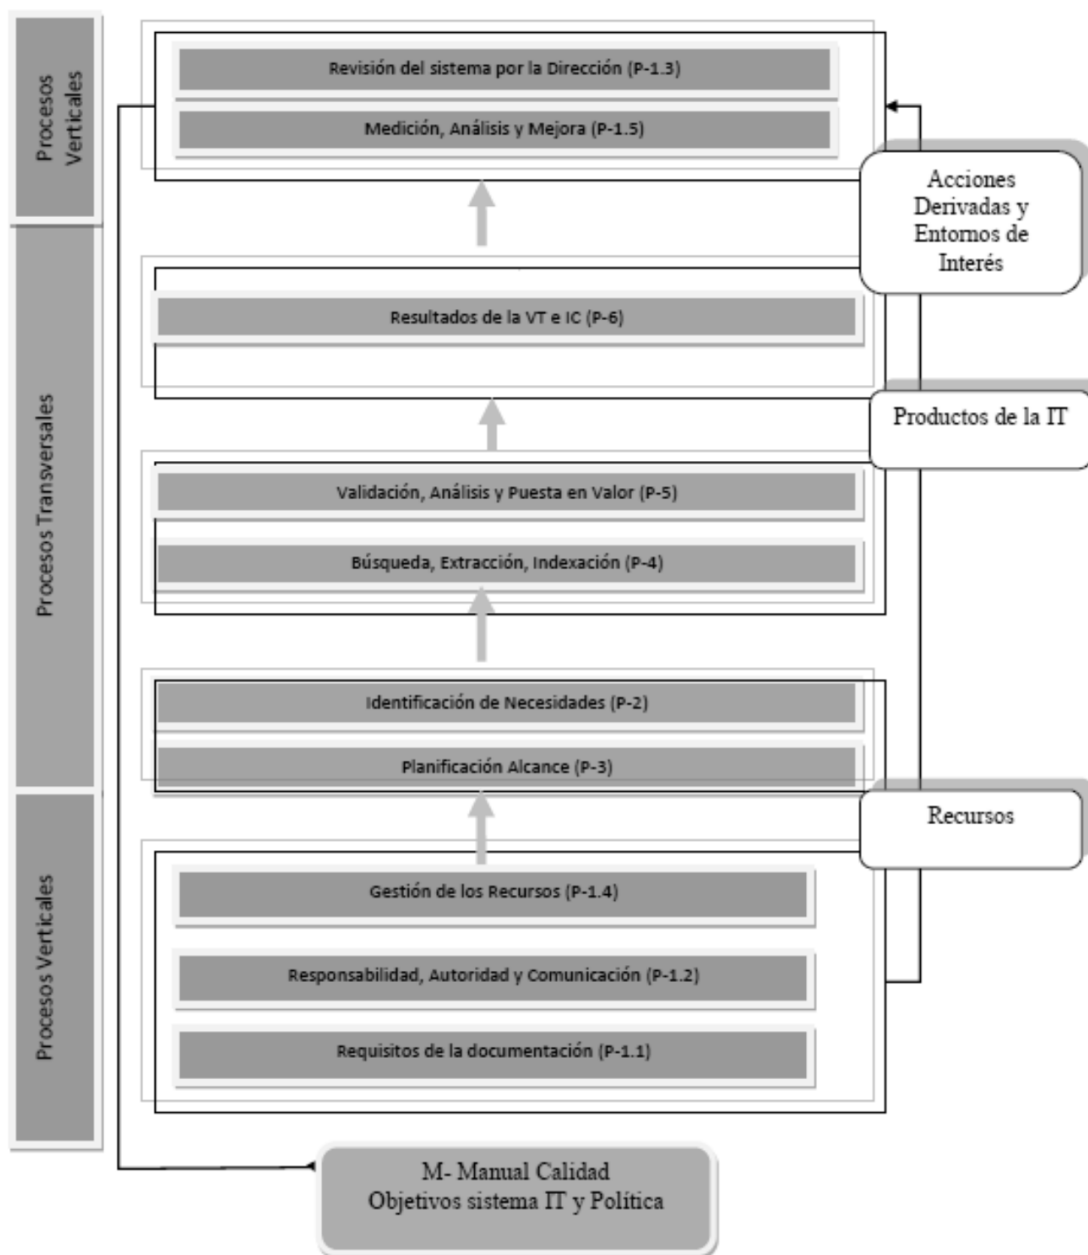 Procesos
Verticales
Revisión del sistema por la Dirección (P-1.3)
Medición, Análisis y Mejora (P-1.5)
Acciones
Derivadas y
Entornos de
Interés
Procesos Transversales
Resultados de la VT e IC (P-6)
Productos de la IT
Validación, Análisis y Puesta en Valor (P-5)
Búsqueda, Extracción, Indexación (P-4)
Identificación de Necesidades (P-2)
Planificación Alcance (P-3)
Recursos
Procesos Verticales
Gestión de los Recursos (P-1.4)
Responsabilidad, Autoridad y Comunicación (P-1.2)
Requisitos de la documentación (P-1.1)
M- Manual Calidad
Objetivos sistema IT y Política